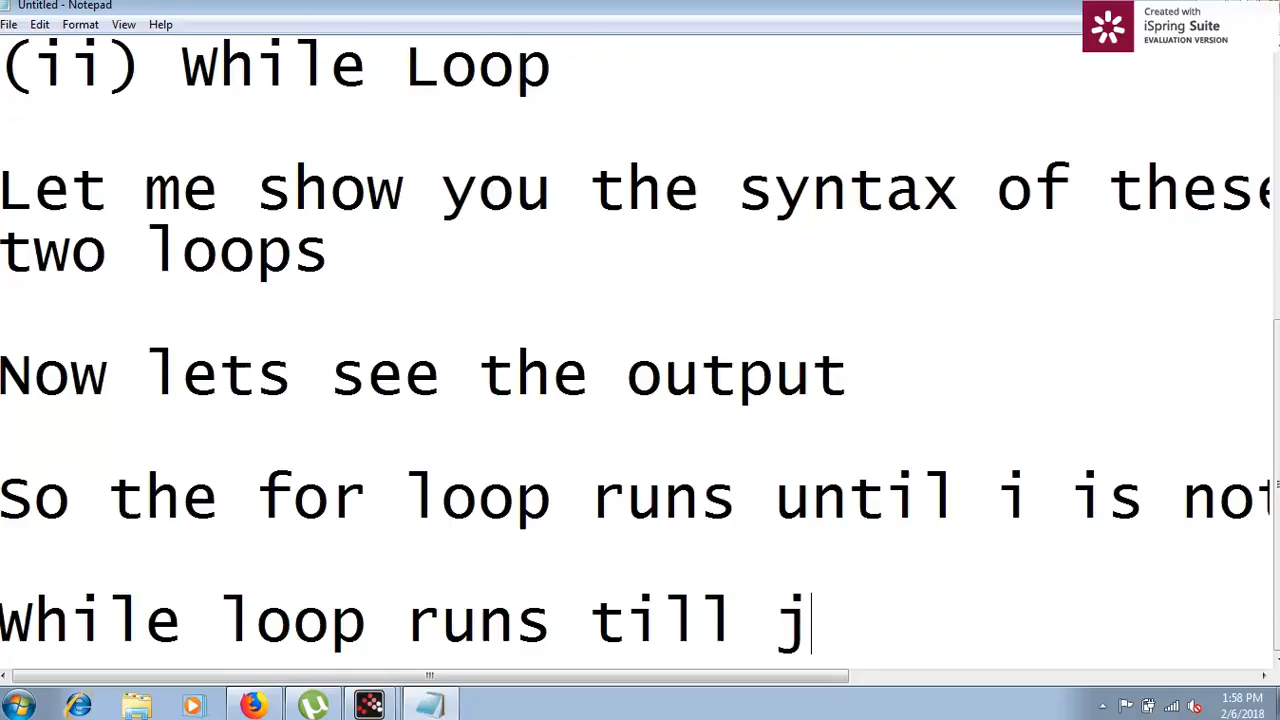 Untitled - Notepad
File Edit Format View Help
Created with
iSpring Suite
EVALUATION VERSION
(ii) While Loop
Let me show you the syntax of these
two loops
Now lets see the output
So the for loop runs until i is not
While loop runs till j
1:58 PM
2/6/2018